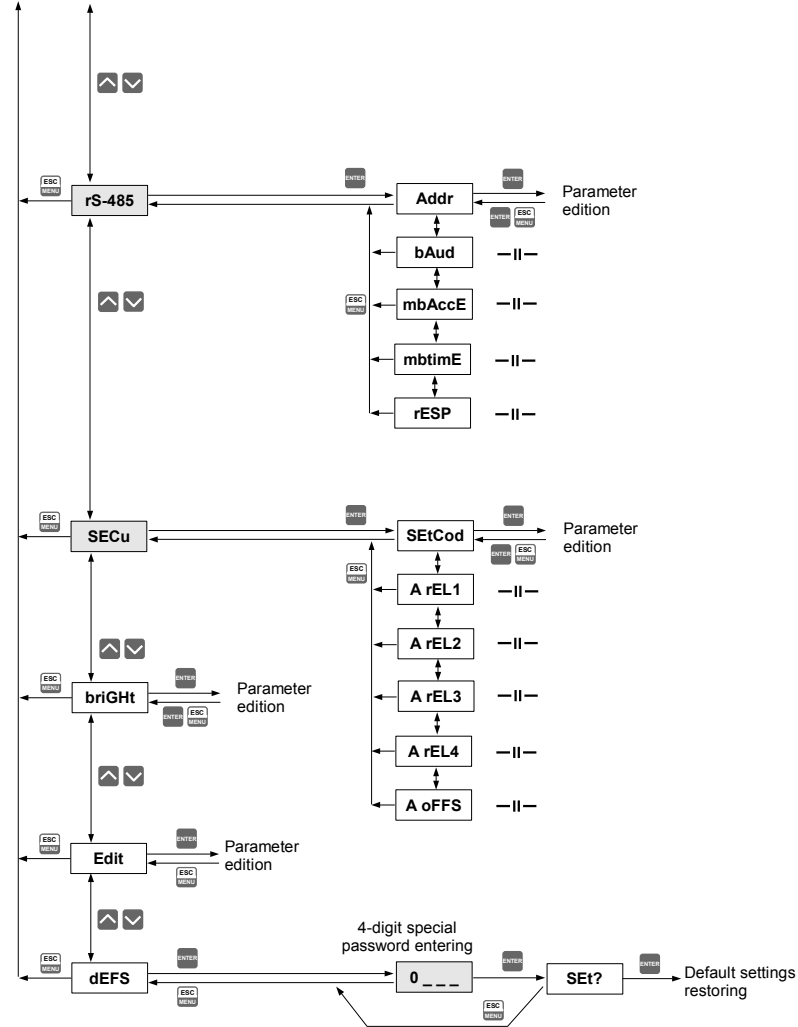 ESC
MENU
rS-485
ENTER
Addr
ENTER
ENTER
ESC
MENU
Parameter
edition
bAud
—II—
ESC
MENU
mbAccE
—II—
mbtimE
—II—
rESP
—II—
ESC
MENU
SECu
ENTER
SEtCod
ENTER
ENTER
ESC
MENU
Parameter
edition
ESC
MENU
A rEL1
—II—
A rEL2
—II—
A rEL3
—II—
A rEL4
—II—
A oFFS
—II—
ESC
MENU
briGHt
ENTER
ENTER
ESC
MENU
Parameter
edition
ESC
MENU
Edit
ENTER
ESC
MENU
Parameter
edition
ESC
MENU
dEFS
ENTER
ESC
MENU
4-digit special
password entering
0 _ _ _
ENTER
ESC
MENU
SEt?
ENTER
Default settings
restoring